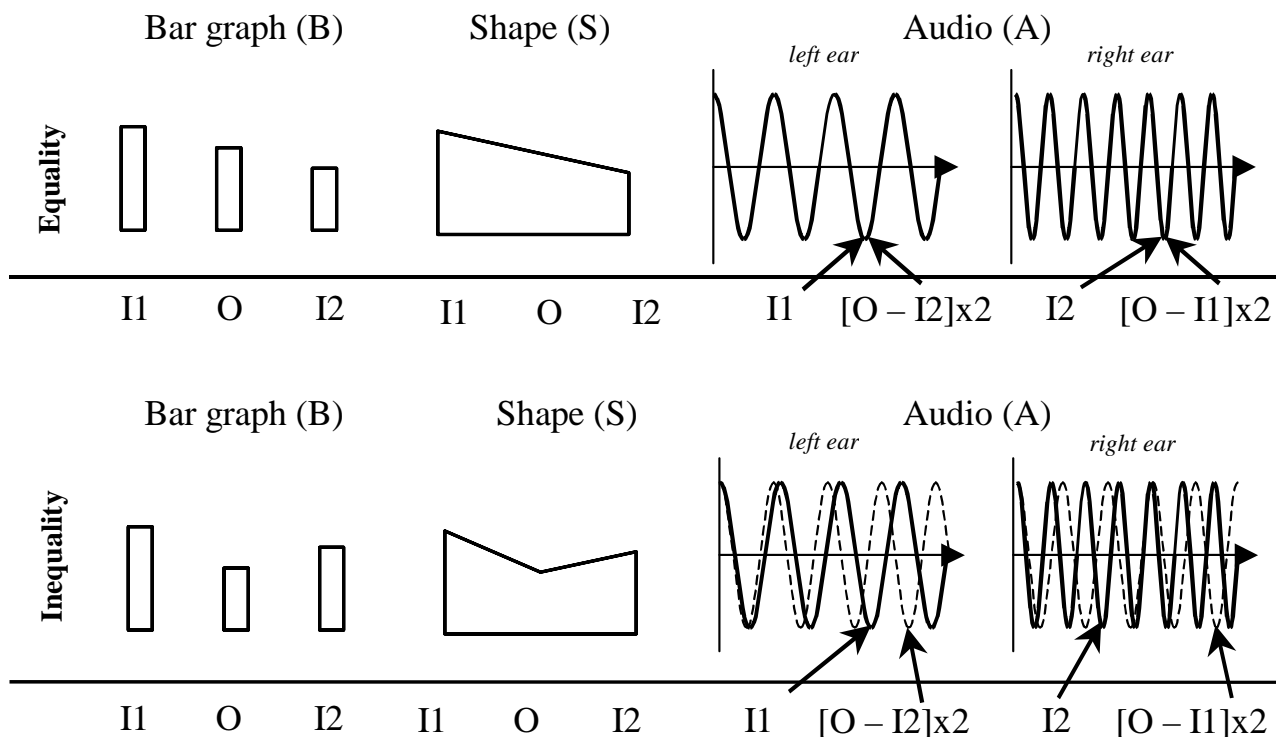 Bar graph (B) Shape (S) Audio (A)
left ear right ear
Equality
I1 O I2 I1 O I2 I1 [O – I2]x2 I2 [O – I1]x2
Bar graph (B) Shape (S) Audio (A)
left ear right ear
Inequality
I1 O I2 I1 O I2 I1 [O – I2]x2 I2 [O – I1]x2